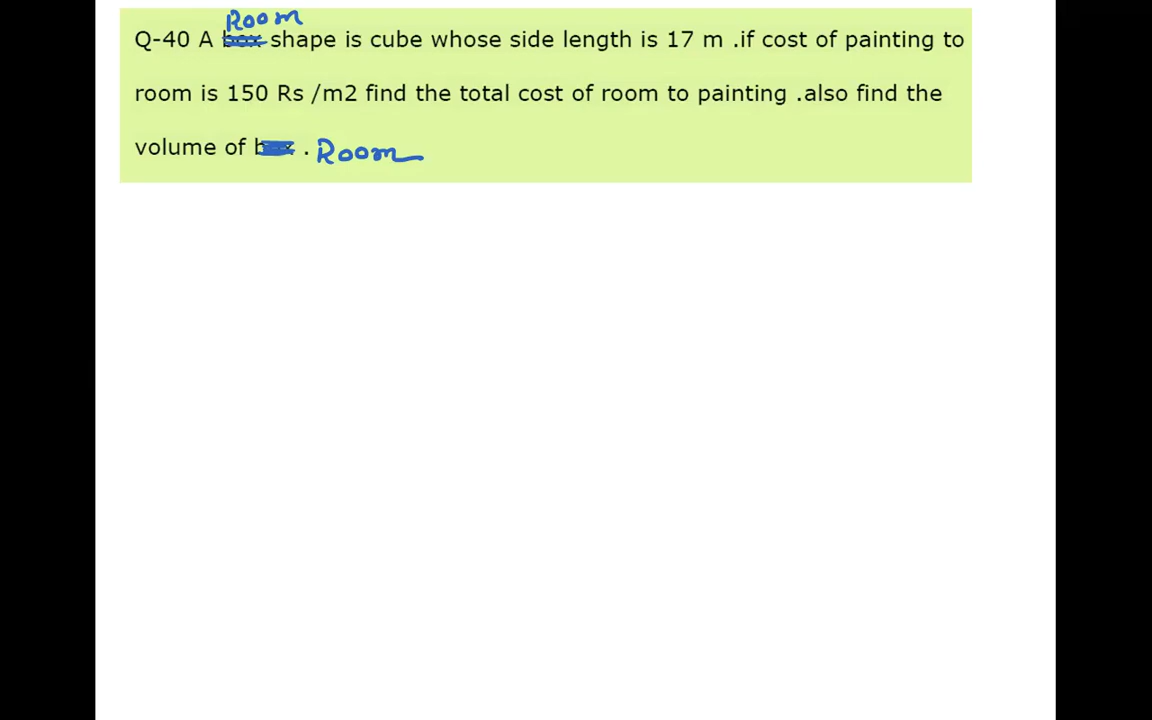 Room
Q-40 A box shape is cube whose side length is 17 m .if cost of painting to
room is 150 Rs /m2 find the total cost of room to painting .also find the
volume of . Room